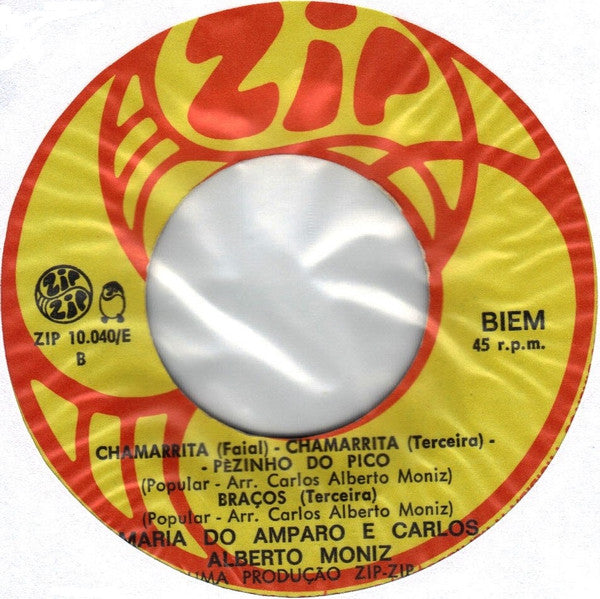 Zip
ZIP
ZIP
ZIP 10.040/E
B
BIEM
45 r.p.m.
CHAMARRITA (Faial) - CHAMARRITA (Terceira) -
- PÈZINHO DO PICO
(Popular - Arr. Carlos Alberto Moniz)
BRAÇOS (Terceira)
(Popular - Arr. Carlos Alberto Moniz)
MARIA DO AMPARO E CARLOS
ALBERTO MONIZ
UMA PRODUÇÃO ZIP-ZIP